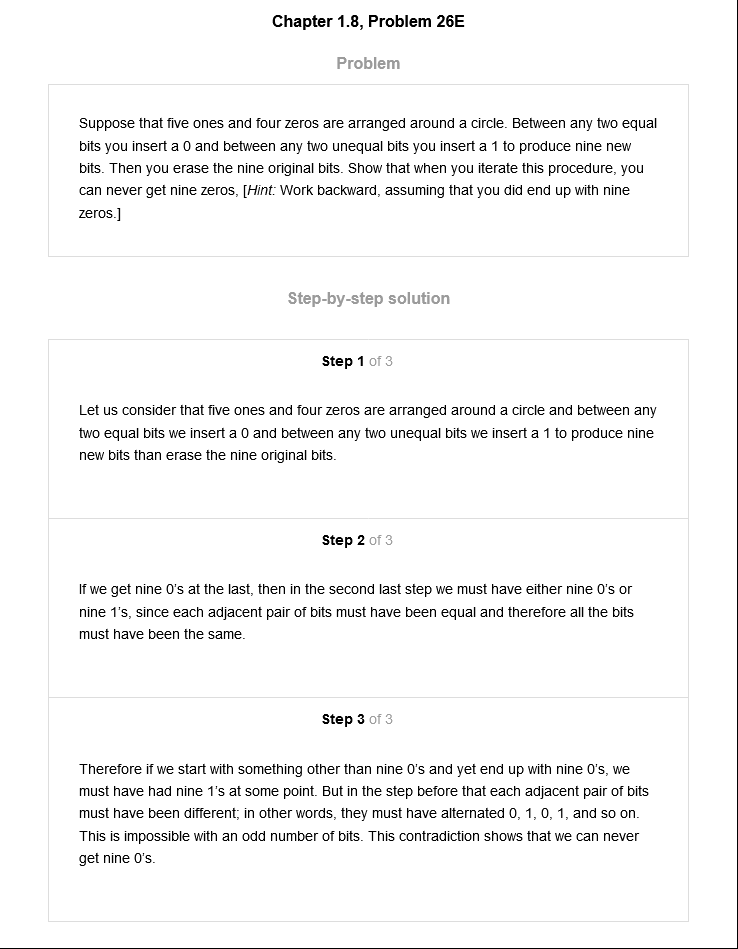 Chapter 1.8, Problem 26E
Problem
Suppose that five ones and four zeros are arranged around a circle. Between any two equal
bits you insert a 0 and between any two unequal bits you insert a 1 to produce nine new
bits. Then you erase the nine original bits. Show that when you iterate this procedure, you
can never get nine zeros, [Hint: Work backward, assuming that you did end up with nine
zeros.]
Step-by-step solution
Step 1 of 3
Let us consider that five ones and four zeros are arranged around a circle and between any
two equal bits we insert a 0 and between any two unequal bits we insert a 1 to produce nine
new bits than erase the nine original bits.
Step 2 of 3
If we get nine 0's at the last, then in the second last step we must have either nine 0's or
nine 1's, since each adjacent pair of bits must have been equal and therefore all the bits
must have been the same.
Step 3 of 3
Therefore if we start with something other than nine 0's and yet end up with nine 0's, we
must have had nine 1's at some point. But in the step before that each adjacent pair of bits
must have been different; in other words, they must have alternated 0, 1, 0, 1, and so on.
This is impossible with an odd number of bits. This contradiction shows that we can never
get nine 0's.